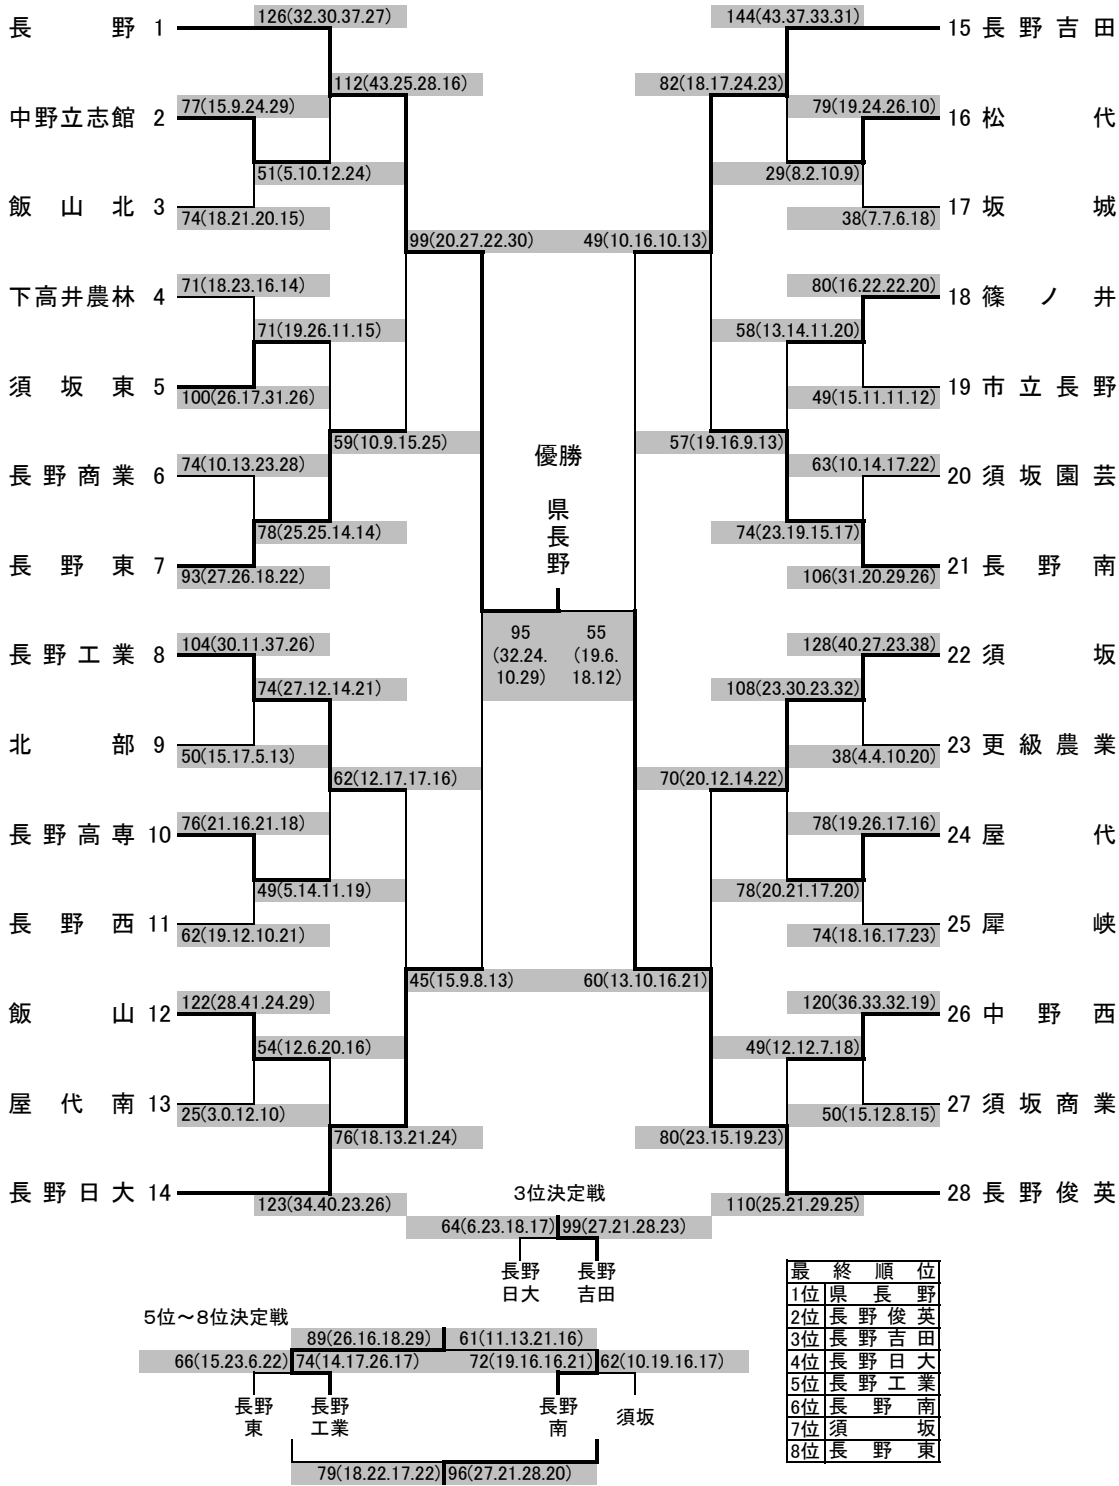 126(32.30.37.27)
144(43.37.33.31)
長野 1
15 長野吉田
112(43.25.28.16)
82(18.17.24.23)
77(15.9.24.29)
79(19.24.26.10)
中野立志館 2
16 松代
51(5.10.12.24)
29(8.2.10.9)
飯山北 3
17 坂城
74(18.21.20.15)
38(7.7.6.18)
99(20.27.22.30)
49(10.16.10.13)
71(18.23.16.14)
80(16.22.22.20)
下高井農林 4
18 篠ノ井
71(19.26.11.15)
58(13.14.11.20)
須坂東 5
19 市立長野
100(26.17.31.26)
49(15.11.11.12)
59(10.9.15.25)
57(19.16.9.13)
優勝
74(10.13.23.28)
63(10.14.17.22)
長野商業 6
20 須坂園芸
県長野
78(25.25.14.14)
74(23.19.15.17)
長野東 7
21 長野南
93(27.26.18.22)
106(31.20.29.26)
95
(32.24.
10.29)
55
(19.6.
18.12)
104(30.11.37.26)
128(40.27.23.38)
長野工業 8
22 須坂
74(27.12.14.21)
108(23.30.23.32)
北部 9
23 更級農業
50(15.17.5.13)
38(4.4.10.20)
62(12.17.17.16)
70(20.12.14.22)
76(21.16.21.18)
78(19.26.17.16)
長野高専 10
24 屋代
49(5.14.11.19)
78(20.21.17.20)
長野西 11
25 犀峡
62(19.12.10.21)
74(18.16.17.23)
45(15.9.8.13)
60(13.10.16.21)
122(28.41.24.29)
120(36.33.32.19)
飯山 12
26 中野西
54(12.6.20.16)
49(12.12.7.18)
屋代南 13
27 須坂商業
25(3.0.12.10)
50(15.12.8.15)
76(18.13.21.24)
80(23.15.19.23)
長野日大 14
28 長野俊英
123(34.40.23.26)
110(25.21.29.25)
3位決定戦
64(6.23.18.17)
99(27.21.28.23)
長野
日大
長野
吉田
5位～8位決定戦
89(26.16.18.29)
61(11.13.21.16)
66(15.23.6.22)
74(14.17.26.17)
72(19.16.16.21)
62(10.19.16.17)
長野
東
長野
工業
長野
南
須坂
79(18.22.17.22)
96(27.21.28.20)
最終順位
1位 県長野
2位 長野俊英
3位 長野吉田
4位 長野日大
5位 長野工業
6位 長野南
7位 須坂
8位 長野東